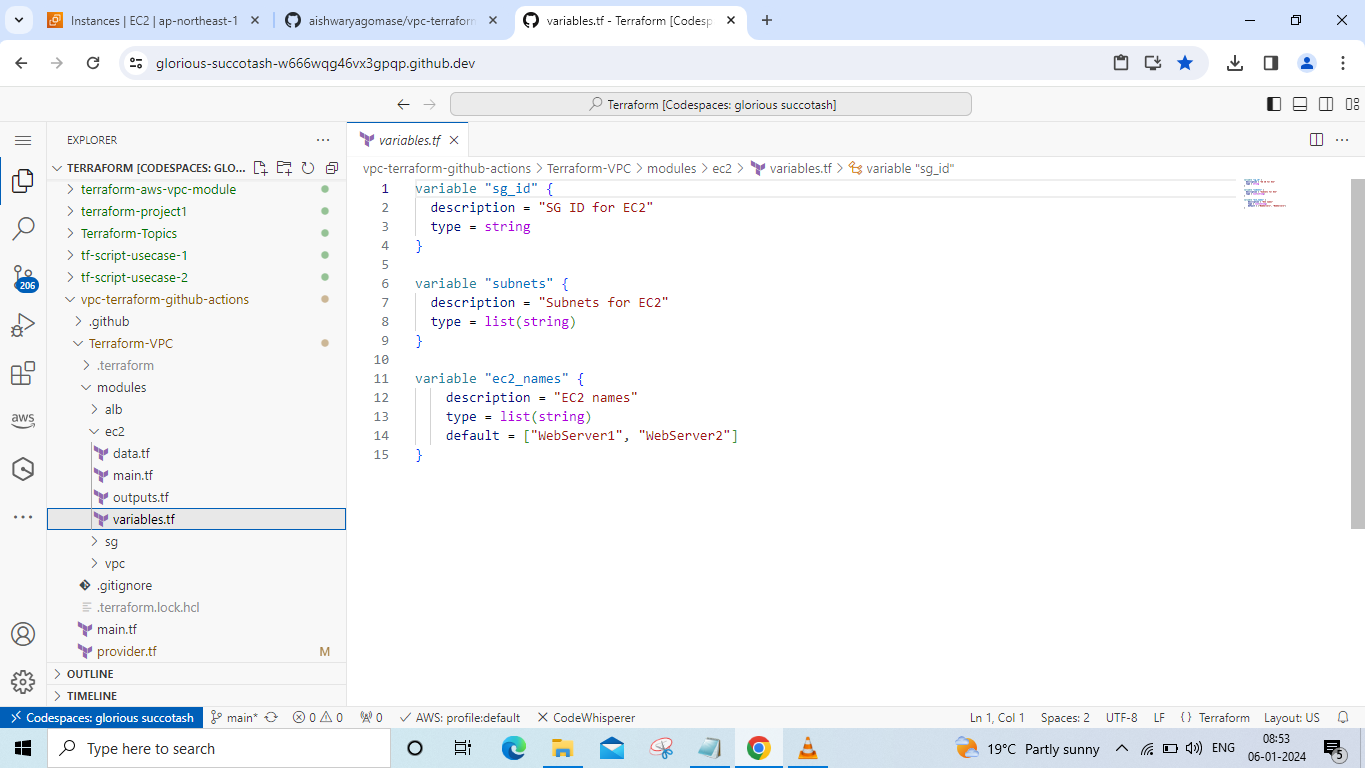 Instances | EC2 | ap-northeast-1
aishwaryagomase/vpc-terraform
variables.tf - Terraform [Codesp
glorious-succotash-w666wqg46vx3gpqp.github.dev
Terraform [Codespaces: glorious succotash]
EXPLORER
TERRAFORM [CODESPACES: GLO...
terraform-aws-vpc-module
terraform-project1
Terraform-Topics
tf-script-usecase-1
tf-script-usecase-2
vpc-terraform-github-actions
.github
Terraform-VPC
.terraform
modules
alb
ec2
data.tf
main.tf
outputs.tf
variables.tf
sg
vpc
.gitignore
.terraform.lock.hcl
main.tf
provider.tf M
OUTLINE
TIMELINE
206
aws
variables.tf
vpc-terraform-github-actions > Terraform-VPC > modules > ec2 > variables.tf > variable "sg_id"
1 variable "sg_id" {
2 description = "SG ID for EC2"
3 type = string
4 }
5
6 variable "subnets" {
7 description = "Subnets for EC2"
8 type = list(string)
9 }
10
11 variable "ec2_names" {
12 description = "EC2 names"
13 type = list(string)
14 default = ["WebServer1", "WebServer2"]
15 }
Codespaces: glorious succotash main* 0 0 0 AWS: profile:default CodeWhisperer Ln 1, Col 1 Spaces: 2 UTF-8 LF {} Terraform Layout: US
Type here to search
19°C Partly sunny
ENG
08:53
06-01-2024
5